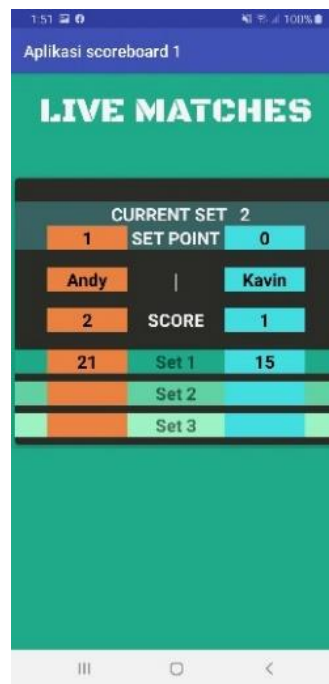 1:51 100%
Aplikasi scoreboard 1
LIVE MATCHES
CURRENT SET 2
1 SET POINT 0
Andy | Kavin
2 SCORE 1
21 Set 1 15
Set 2
Set 3